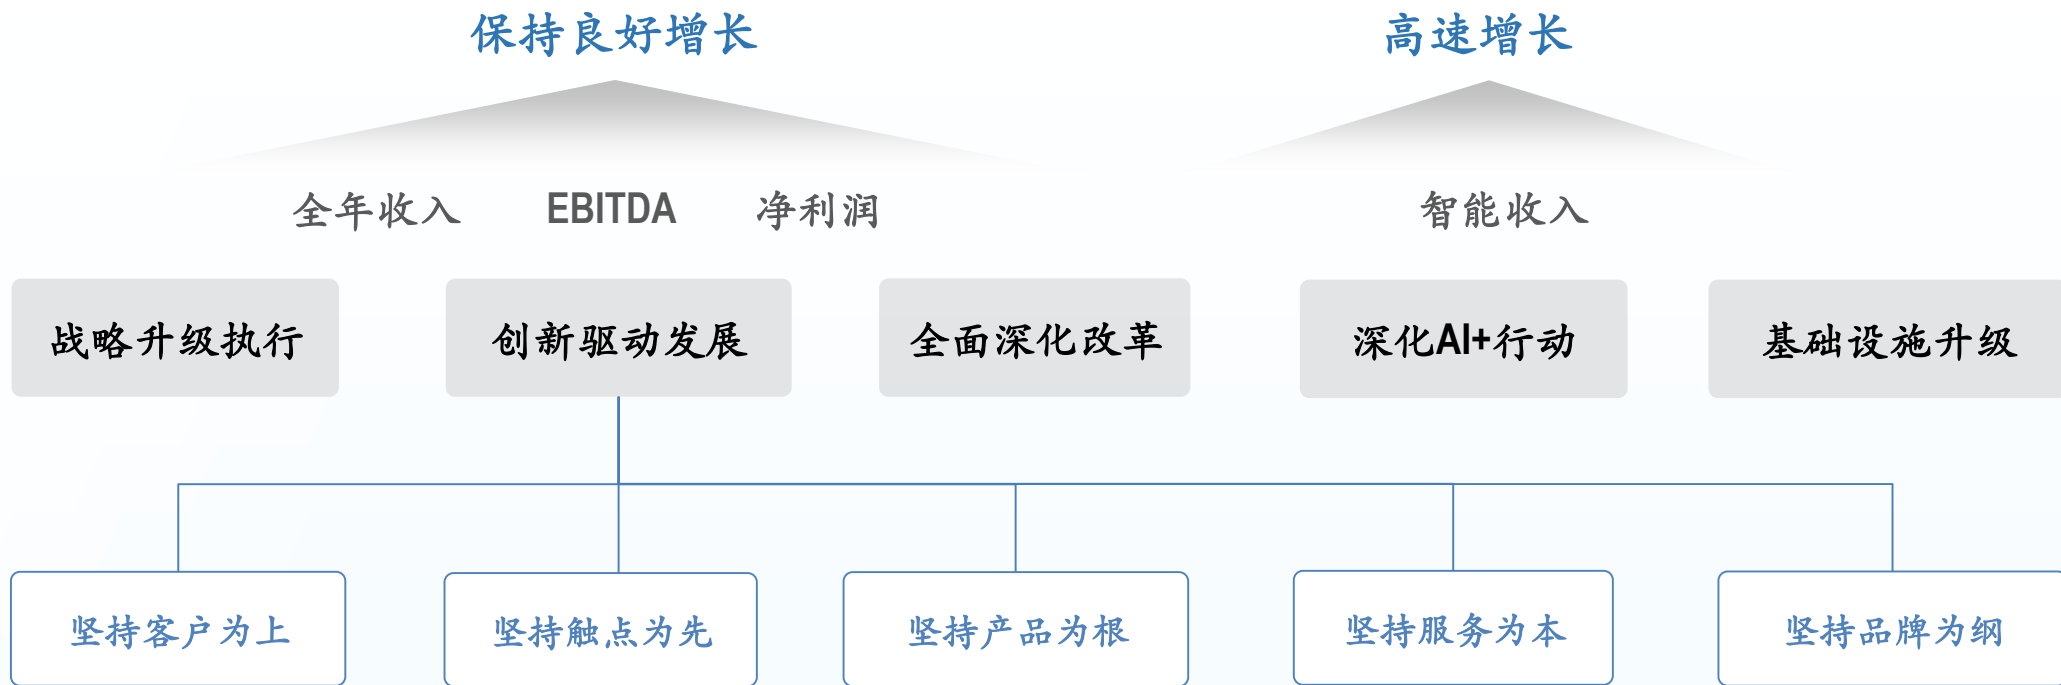 保持良好增长
高速增长
全年收入
EBITDA
净利润
智能收入
战略升级执行
创新驱动发展
全面深化改革
深化AI+行动
基础设施升级
坚持客户为上
坚持触点为先
坚持产品为根
坚持服务为本
坚持品牌为纲